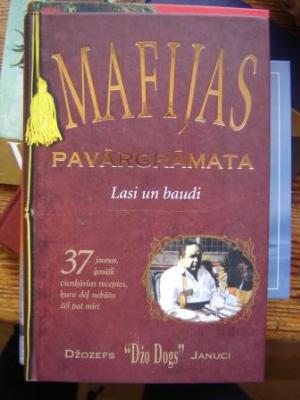 MAFIJAS
PAVĀRGRĀMATA
Lasi un baudi
37 jaunas,
ģeniāli
vienkāršas receptes,
kuru dēļ nebūtu
žēl pat mirt
DŽOZEFS "Džo Dogs" JANUCI